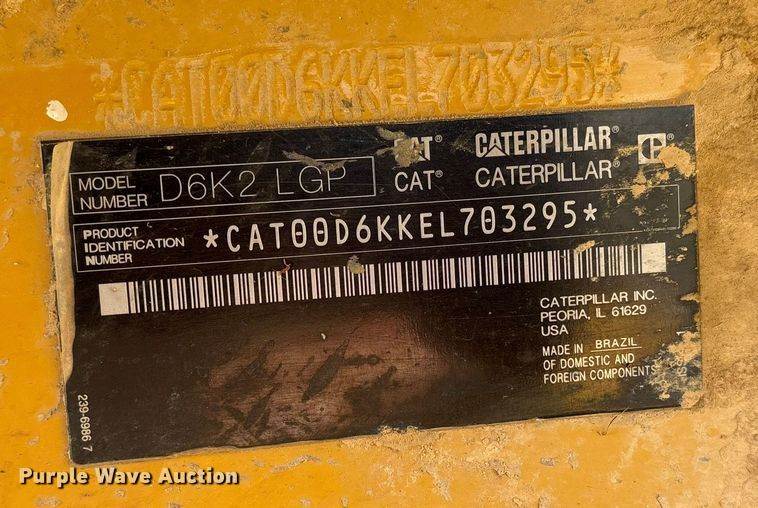 *CAT00D6KKEL703295*
CAT CATERPILLAR®
MODEL NUMBER D6K2 LGP CAT® CATERPILLAR®
PRODUCT
IDENTIFICATION *CAT00D6KKEL703295*
NUMBER
CATERPILLAR INC.
PEORIA, IL 61629
USA
MADE IN BRAZIL
OF DOMESTIC AND
FOREIGN COMPONENTS
239-6986 7
Purple Wave Auction